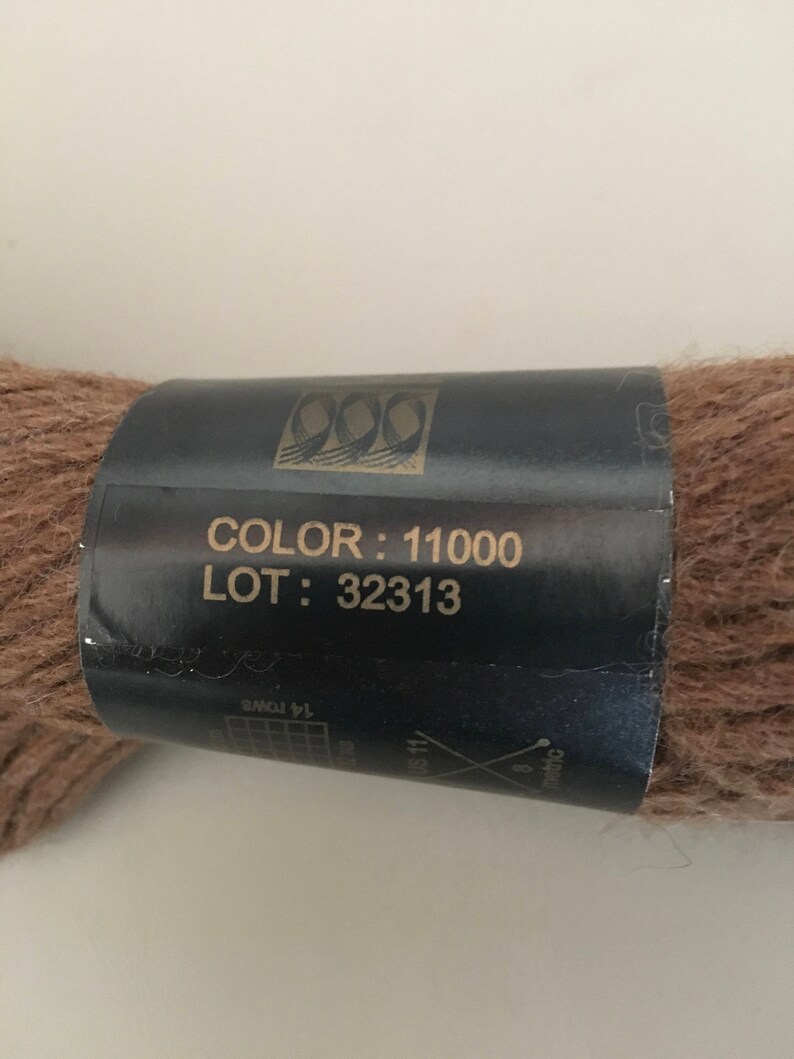 COLOR : 11000
LOT : 32313
14 rows
US 11
8
metric